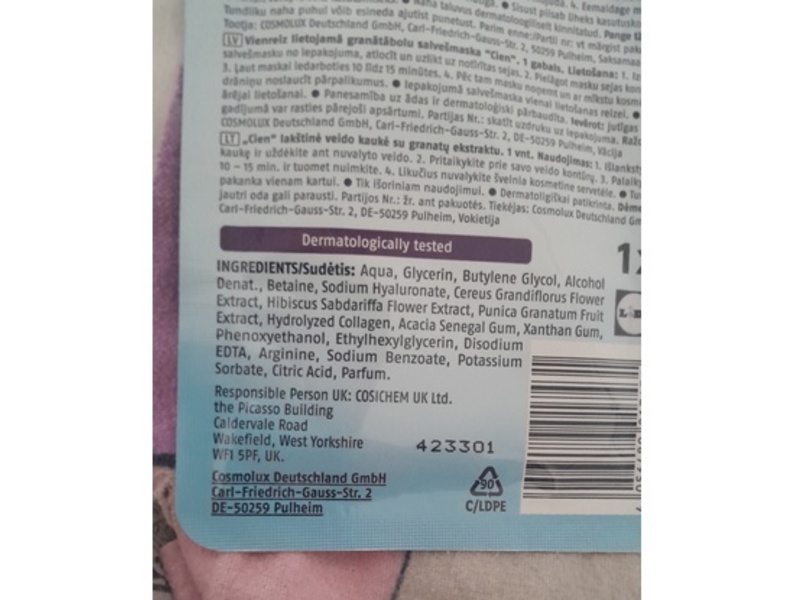 Tundliku naha puhul võib esineda ajutist punetust. Parim enne/Partii nr: vt märgist
Tootja: COSMOLUX Deutschland GmbH, Carl-Friedrich-Gauss-Str. 2, 50259 Pulheim, Saksamaa
LV Vienreiz lietojamā granātābolu salvešmaska "Cien". 1 gabals. Lietošana: 1.
salvešmasku no iepakojuma, atlociet un uzkliet uz notīrītas sejas. 2. Pielāgot masku sejas
3. Ļaut maskai iedarboties 10 līdz 15 minūtes. 4. Pēc tam masku noņemt un ar mīkstu
drāniņu noslaucīt pārpalikumus. ● Iepakojumā salvešmaska vienai lietošanas reizei. ●
ārējai lietošanai. ● Panesamība uz ādas ir dermatoloģiski pārbaudīta. Ievērot: jutīgas
gadījumā var rasties pārejoši apsārtumi. Partijas Nr.: skatīt uzdruku uz iepakojuma.
COSMOLUX Deutschland GmbH, Carl-Friedrich-Gauss-Str. 2, DE-50259 Pulheim, Vācija
LT „Cien“ lakštinė veido kaukė su granatų ekstraktu. 1 vnt. Naudojimas: 1.
kaukę ir uždėkite ant nuvalyto veido. 2. Pritaikykite prie savo veido kontūrų. 3.
10 – 15 min. ir tuomet nuimkite. 4. Likučius nuvalykite švelnia kosmetine servetėle. ●
pakanka vienam kartui. ● Tik išoriniam naudojimui. ● Dermatologiškai patikrinta.
jautri oda gali parausti. Partijos Nr.: žr. ant pakuotės. Tiekėjas: Cosmolux Deutschland
Carl-Friedrich-Gauss-Str. 2, DE-50259 Pulheim, Vokietija
Dermatologically tested
INGREDIENTS/Sudėtis: Aqua, Glycerin, Butylene Glycol, Alcohol
Denat., Betaine, Sodium Hyaluronate, Cereus Grandiflorus Flower
Extract, Hibiscus Sabdariffa Flower Extract, Punica Granatum Fruit
Extract, Hydrolyzed Collagen, Acacia Senegal Gum, Xanthan Gum,
Phenoxyethanol, Ethylhexylglycerin, Disodium
EDTA, Arginine, Sodium Benzoate, Potassium
Sorbate, Citric Acid, Parfum.
Responsible Person UK: COSICHEM UK Ltd.
the Picasso Building
Caldervale Road
Wakefield, West Yorkshire
WF1 5PF, UK.
423301
Cosmolux Deutschland GmbH
Carl-Friedrich-Gauss-Str. 2
DE-50259 Pulheim
90
C/LDPE